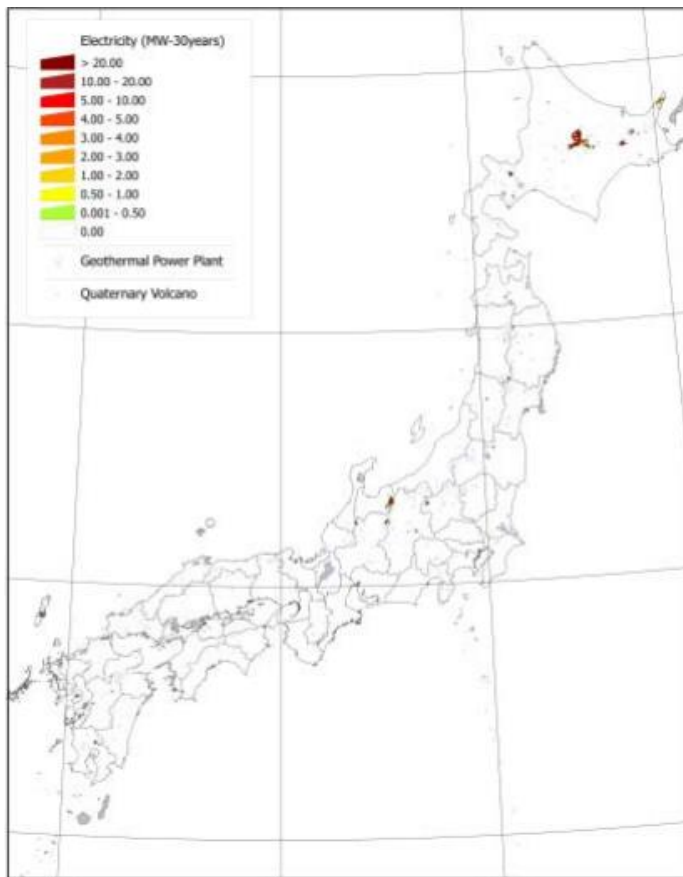 Electricity (MW-30years)
> 20.00
10.00 - 20.00
5.00 - 10.00
4.00 - 5.00
3.00 - 4.00
2.00 - 3.00
1.00 - 2.00
0.50 - 1.00
0.001 - 0.50
0.00
Geothermal Power Plant
Quaternary Volcano